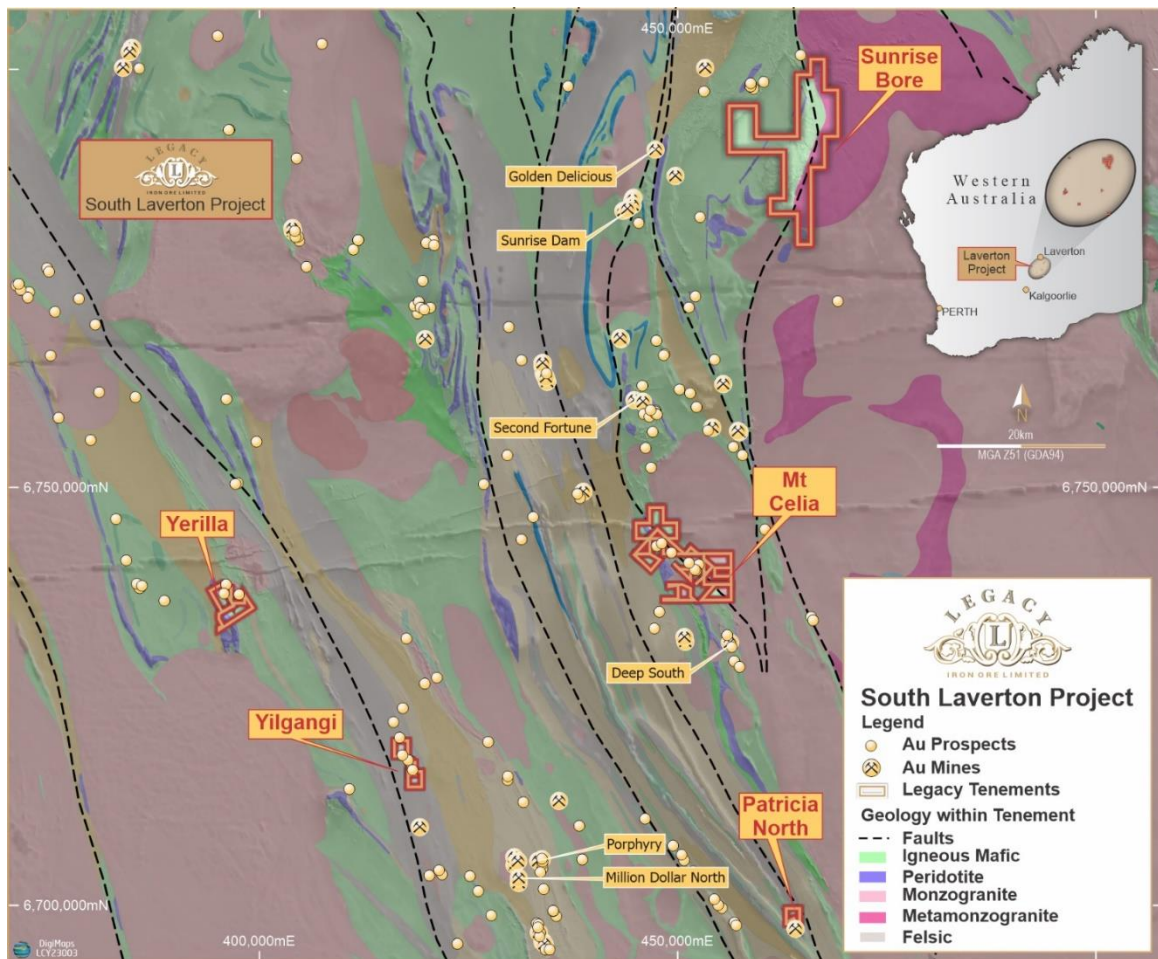 450,000mE
Sunrise
Bore
LEGACY
L
IRON ORE LIMITED
South Laverton Project
Golden Delicious
Sunrise Dam
Western
Australia
Laverton
Project
Laverton
Kalgoorlie
PERTH
N
20km
MGA Z51 (GDA94)
Second Fortune
6,750,000mN
6,750,000mN
Mt
Celia
Yerilla
Deep South
Yilgangi
Patricia
North
Porphyry
Million Dollar North
6,700,000mN
400,000mE
450,000mE
DigiMaps
LCY23003
LEGACY
L
IRON ORE LIMITED
South Laverton Project
Legend
Au Prospects
Au Mines
Legacy Tenements
Geology within Tenement
Faults
Igneous Mafic
Peridotite
Monzogranite
Metamonzogranite
Felsic